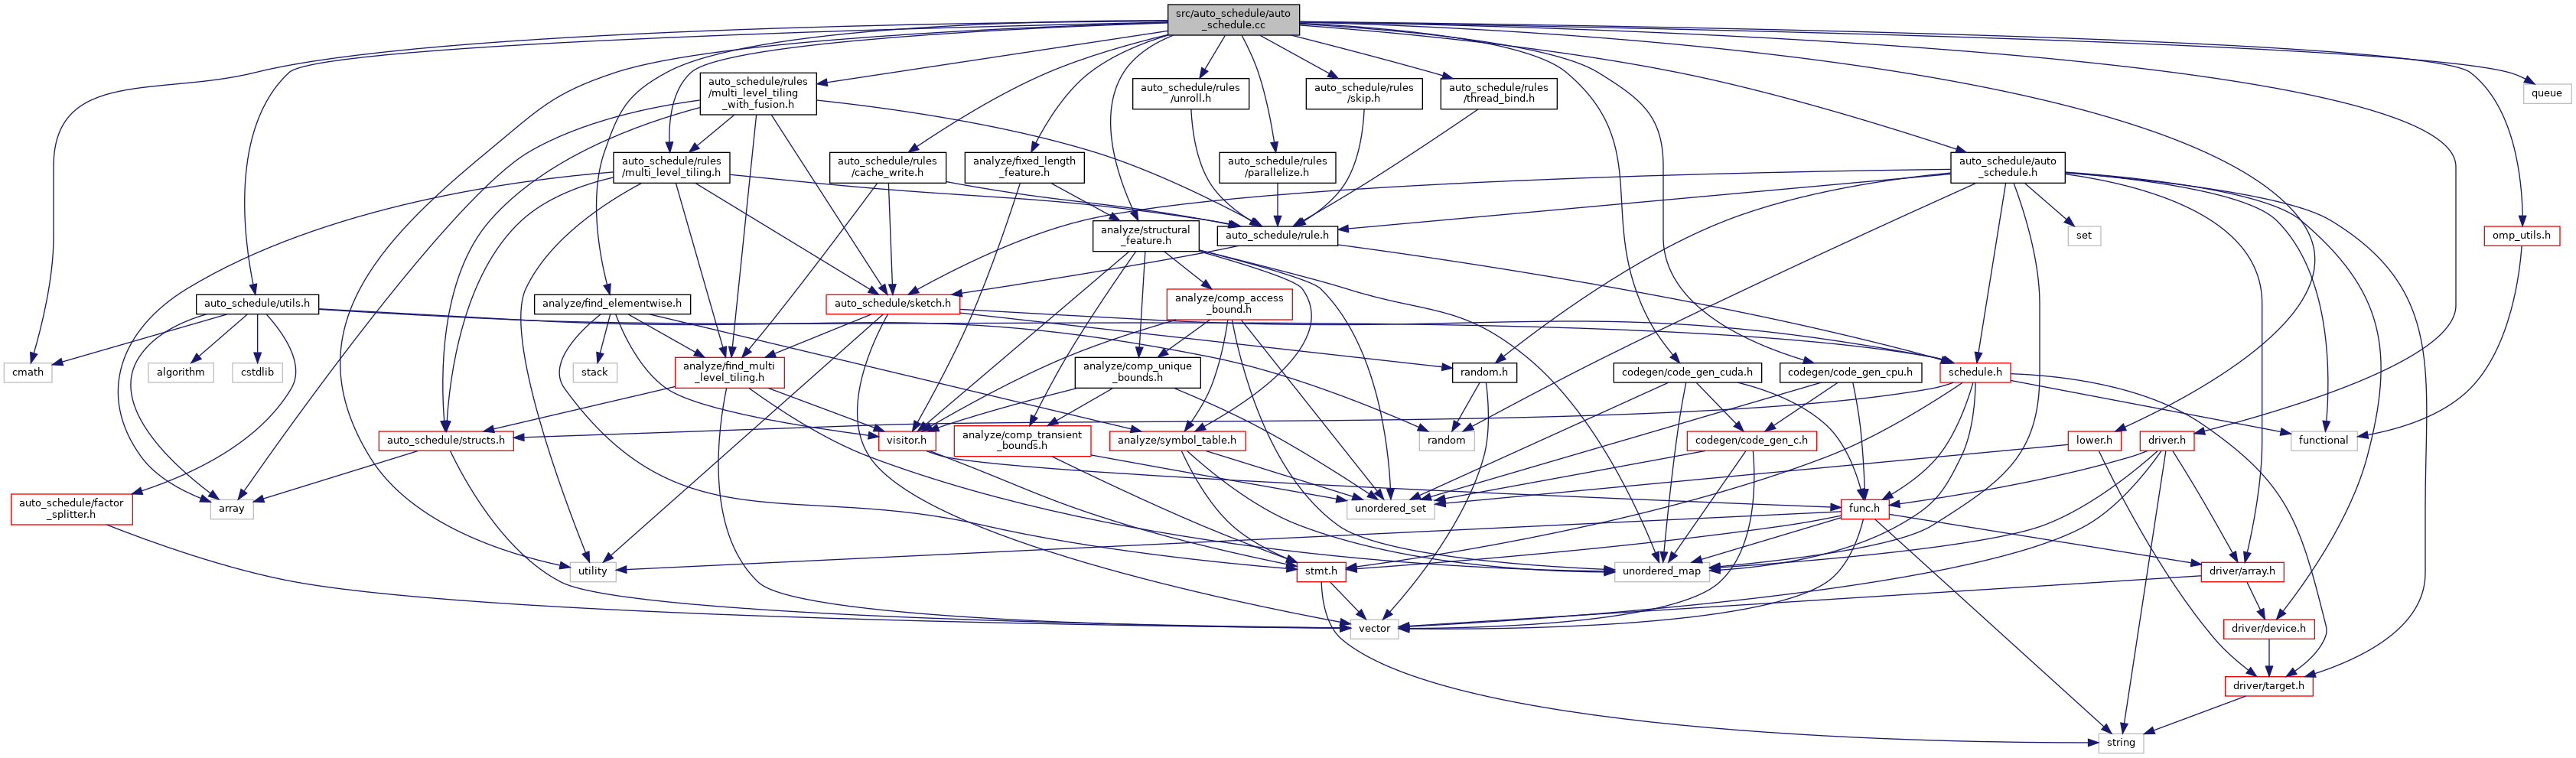 src/auto_schedule/auto
_schedule.cc
auto_schedule/rules
/multi_level_tiling
_with_fusion.h
auto_schedule/rules
/unroll.h
auto_schedule/rules
/skip.h
auto_schedule/rules
/thread_bind.h
queue
auto_schedule/rules
/multi_level_tiling.h
auto_schedule/rules
/cache_write.h
analyze/fixed_length
_feature.h
auto_schedule/rules
/parallelize.h
auto_schedule/auto
_schedule.h
analyze/structural
_feature.h
auto_schedule/rule.h
set
omp_utils.h
auto_schedule/utils.h
analyze/find_elementwise.h
auto_schedule/sketch.h
analyze/comp_access
_bound.h
cmath
algorithm
cstdlib
stack
analyze/find_multi
_level_tiling.h
analyze/comp_unique
_bounds.h
random.h
codegen/code_gen_cuda.h
codegen/code_gen_cpu.h
schedule.h
auto_schedule/structs.h
visitor.h
analyze/comp_transient
_bounds.h
analyze/symbol_table.h
random
codegen/code_gen_c.h
lower.h
driver.h
functional
auto_schedule/factor
_splitter.h
array
unordered_set
func.h
utility
stmt.h
unordered_map
driver/array.h
vector
driver/device.h
driver/target.h
string